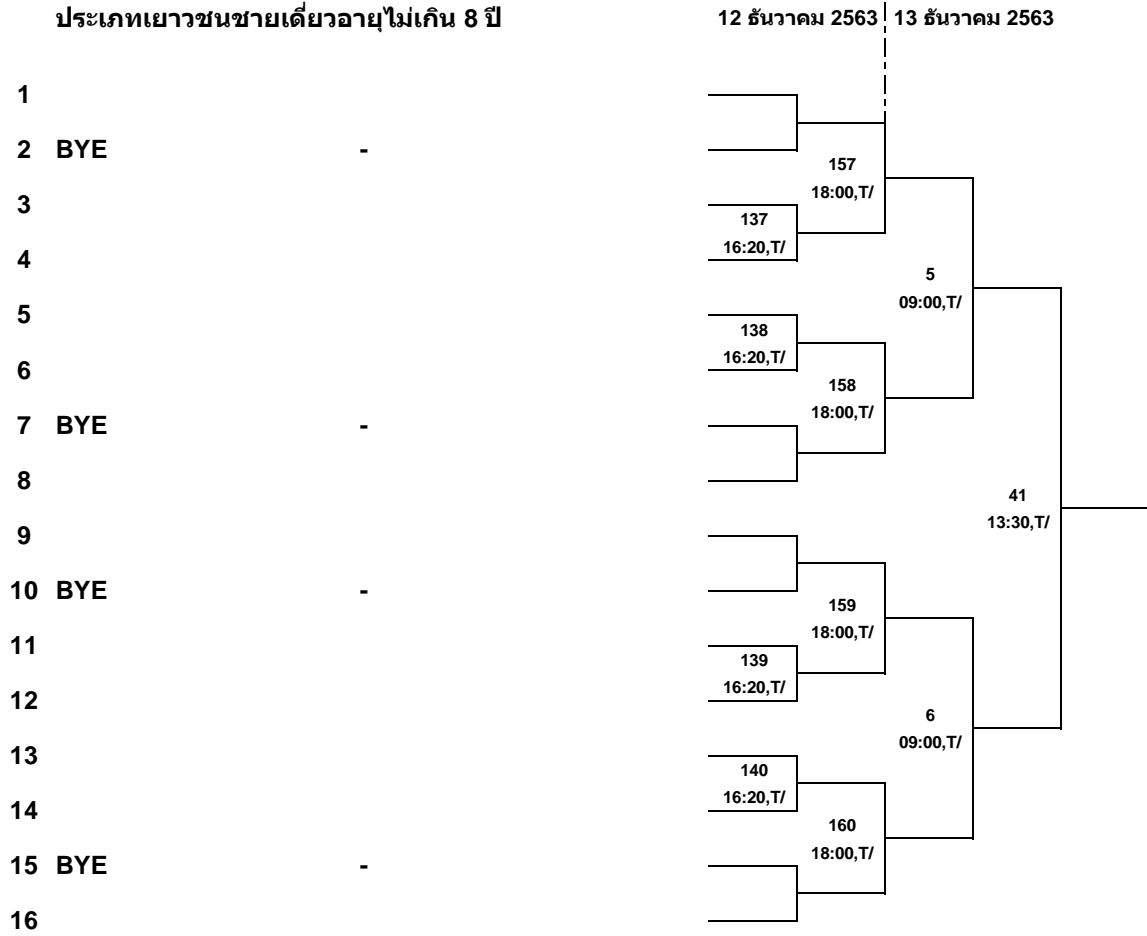 ประเภทเยาวชนชายเดี่ยวอายุไม่เกิน 8 ปี 12 ธันวาคม 2563 13 ธันวาคม 2563
1
2 BYE -
157
18:00,T/
3
137
16:20,T/
4
5
09:00,T/
5
138
16:20,T/
6
158
18:00,T/
7 BYE -
8
41
13:30,T/
9
10 BYE -
159
18:00,T/
11
139
16:20,T/
12
6
09:00,T/
13
140
16:20,T/
14
160
18:00,T/
15 BYE -
16